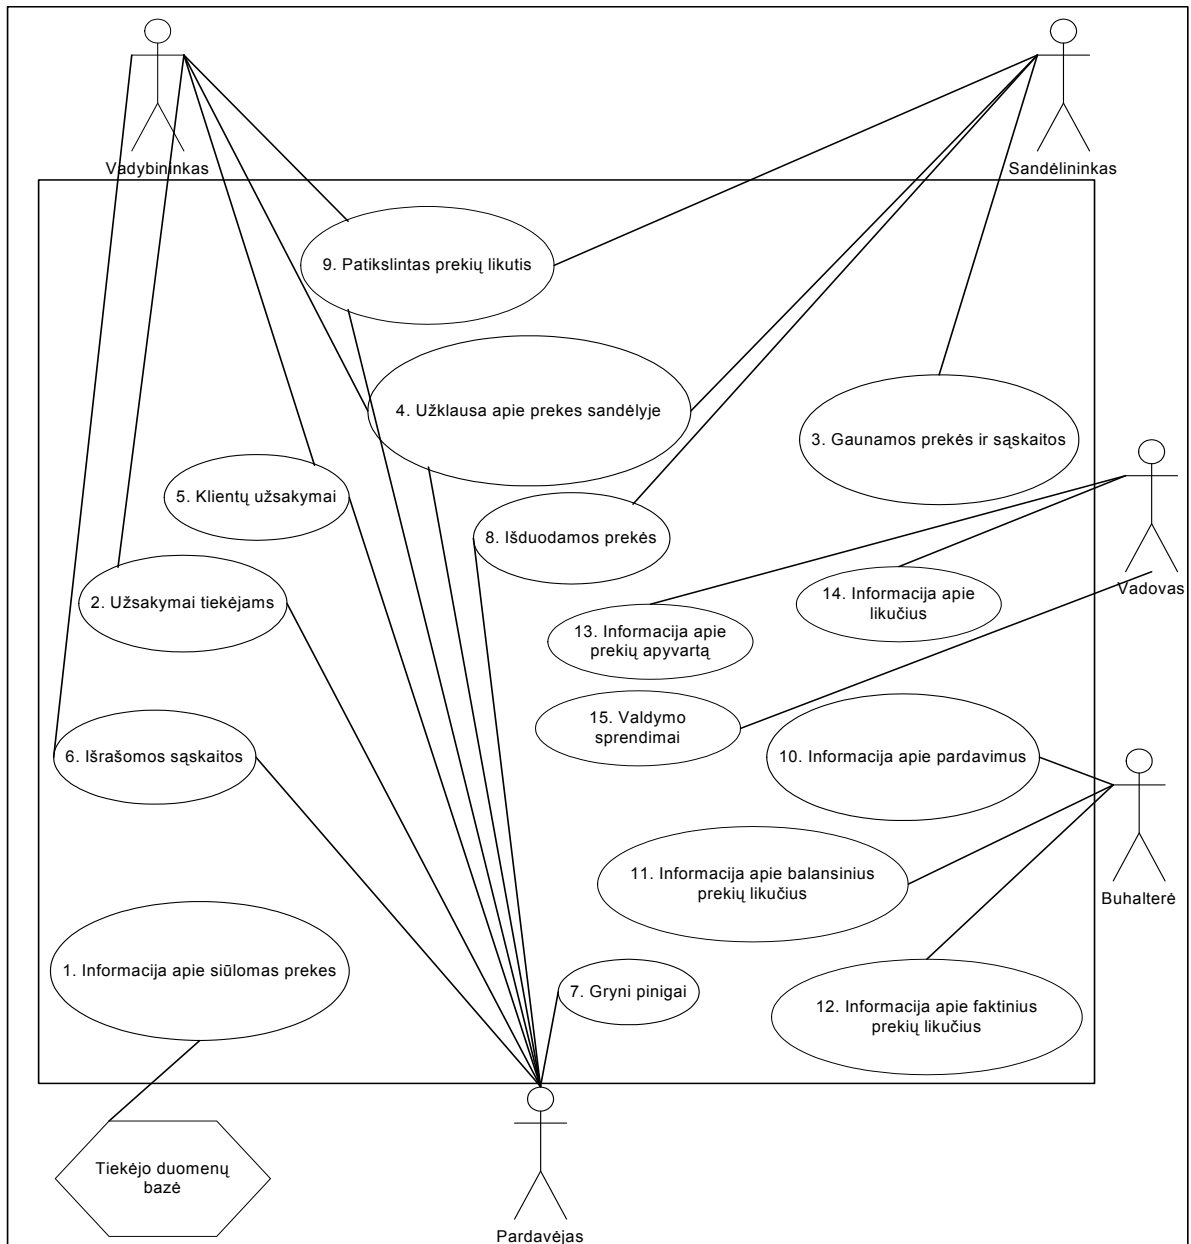 Vadybininkas
Sandėlininkas
9. Patikslintas prekių likutis
4. Užklausa apie prekes sandėlyje
3. Gaunamos prekės ir sąskaitos
5. Klientų užsakymai
8. Išduodamos prekės
2. Užsakymai tiekėjams
14. Informacija apie
likučius
Vadovas
13. Informacija apie
prekių apyvartą
15. Valdymo
sprendimai
6. Išrašomos sąskaitos
10. Informacija apie pardavimus
11. Informacija apie balansinius
prekių likučius
Buhalterė
1. Informacija apie siūlomas prekes
7. Gryni pinigai
12. Informacija apie faktinius
prekių likučius
Tiekėjo duomenų
bazė
Pardavėjas